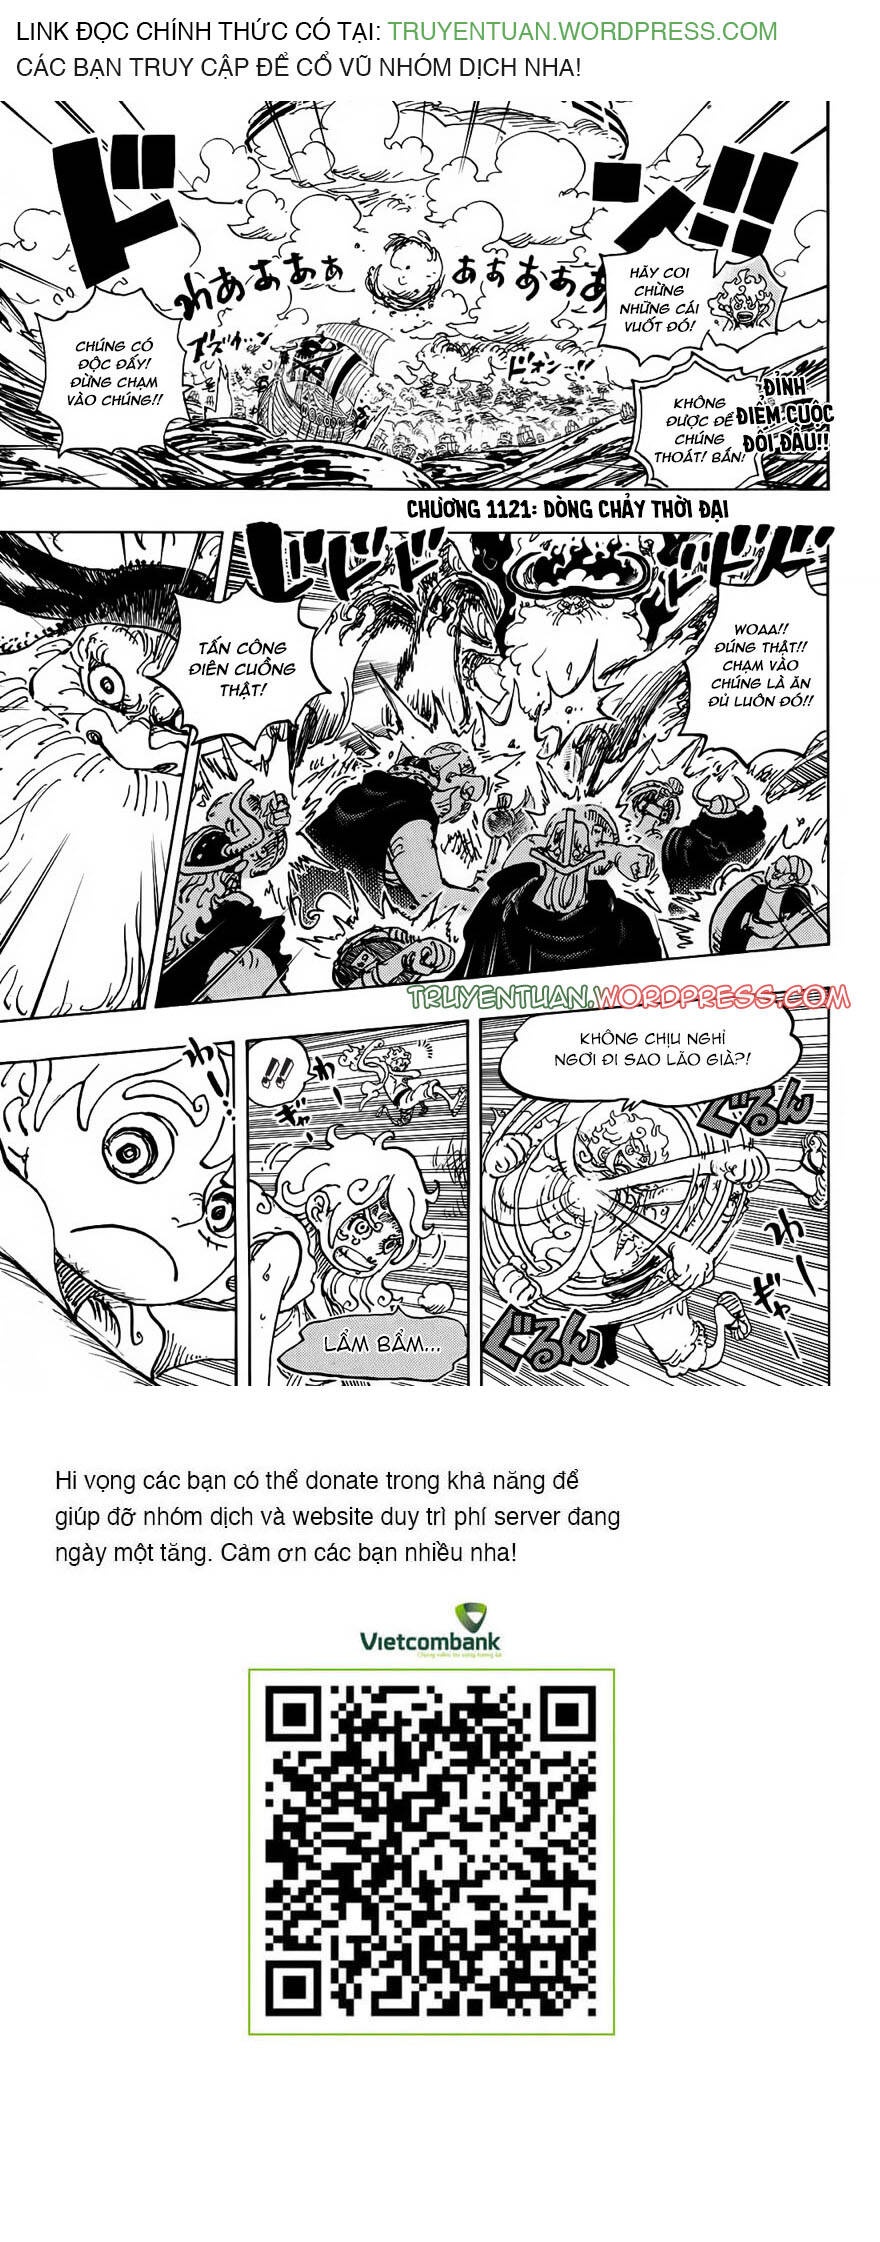 LINK ĐỌC CHÍNH THỨC CÓ TẠI: TRUYENTUAN.WORDPRESS.COM
CÁC BẠN TRUY CẬP ĐỂ CỔ VŨ NHÓM DỊCH NHA!
ド
ン!!
わあああああ
あああああ
HÃY COI
CHỪNG
NHỮNG CÁI
VUỐT ĐÓ!
CHÚNG CÓ
ĐỘC ĐẤY!
ĐỪNG CHẠM
VÀO CHÚNG!!
ドォン
KHÔNG
ĐƯỢC ĐỂ
CHÚNG
THOÁT! BẮN!
ĐỈNH
ĐIỂM CUỘC
ĐỐI ĐẦU!!
CHƯƠNG 1121: DÒNG CHẢY THỜI ĐẠI
ドドド
ドドド
TẤN CÔNG
ĐIÊN CUỒNG
THẬT!
WOAA!!
ĐÚNG THẬT!!
CHẠM VÀO
CHÚNG LÀ ĂN
ĐỦ LUÔN ĐÓ!!
TRUYENTUAN.WORDPRESS.COM
!!
KHÔNG CHỊU NGHỈ
NGƠI ĐI SAO LÃO GIÀ?!
ぐるん
ぐるん
LẨM BẨM...
Hi vọng các bạn có thể donate trong khả năng để
giúp đỡ nhóm dịch và website duy trì phí server đang
ngày một tăng. Cảm ơn các bạn nhiều nha!
Vietcombank